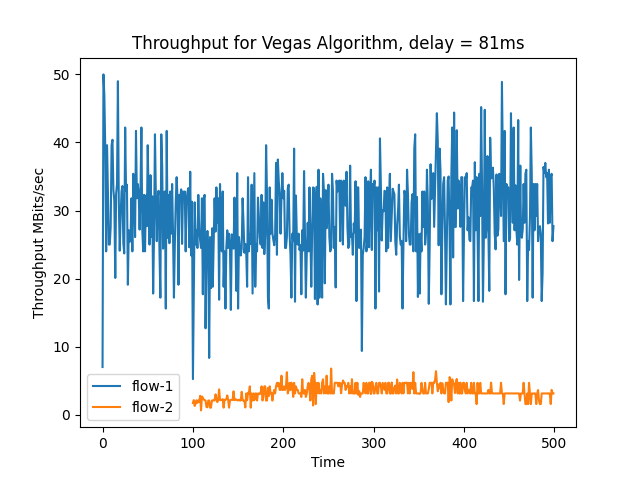 Throughput for Vegas Algorithm, delay = 81ms
Throughput MBits/sec
50
40
30
20
10
0
flow-1
flow-2
0
100
200
300
400
500
Time